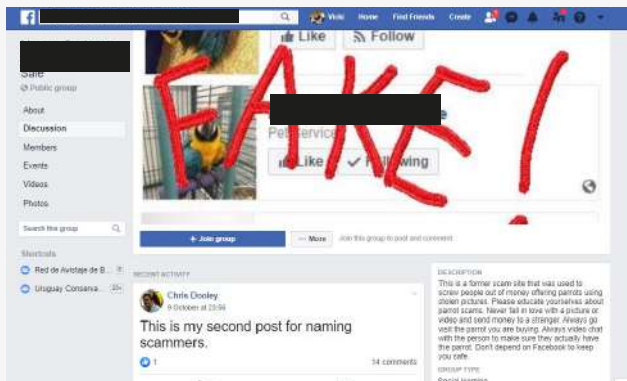 Vicki Home Find Friends Create
Like Follow
Sale
Public group
About
Discussion
Members
Events
Videos
Photos
Search this group
Shortcuts
Red de Avistaje de B...
Uruguay Conserva... 20+
FAKE!
e
Pet Service
Like Following
+ Join group
More
Join this group to post and comment
RECENT ACTIVITY
Chris Dooley
9 October at 23:56
This is my second post for naming
scammers.
1
14 comments
DESCRIPTION
This is a former scam site that was used to
screw people out of money offering parrots using
stolen pictures. Please educate yourselves about
parrot scams. Never fall in love with a picture or
video and send money to a stranger. Always go
visit the parrot you are buying. Always video chat
with the person to make sure they actually have
the parrot. Don't depend on Facebook to keep
you safe.
GROUP TYPE
Social learning